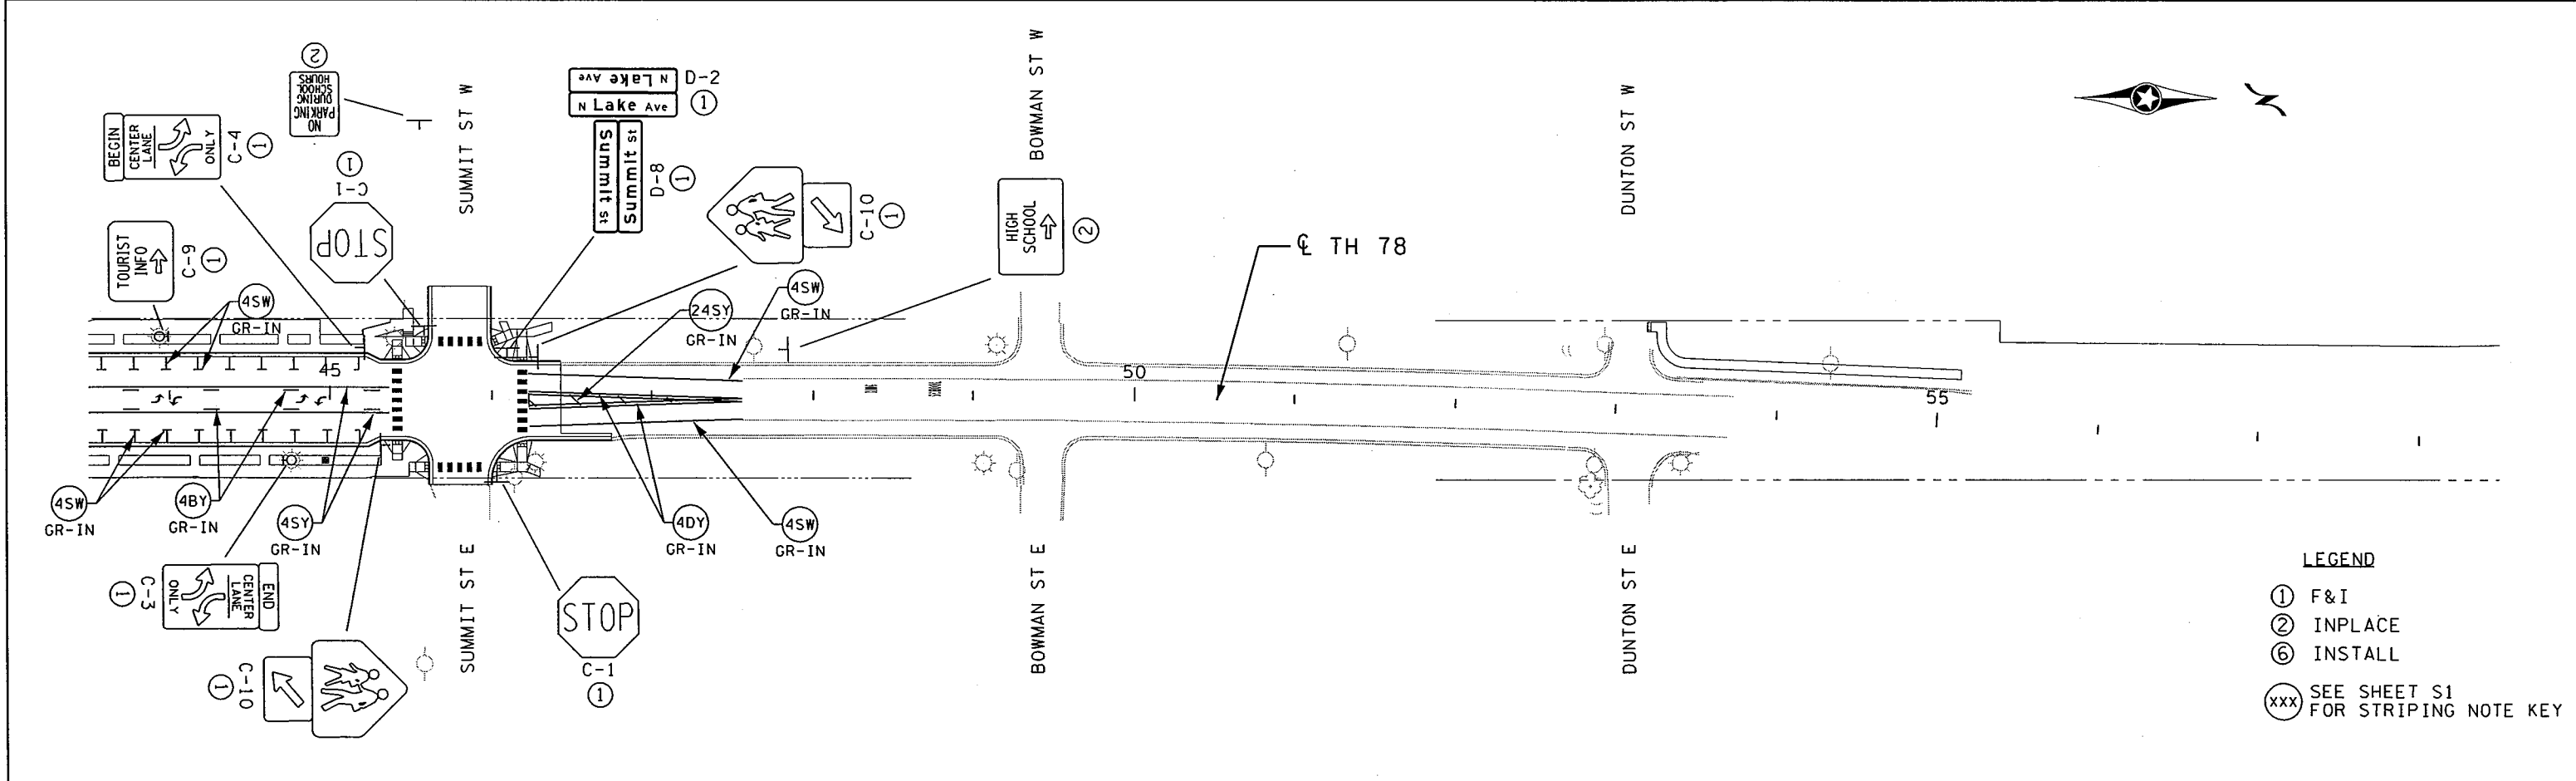 2
NO
PARKING
DURING
SCHOOL
HOURS
BEGIN
CENTER
LANE
ONLY
C-4
1
1
C-1
STOP
TOURIST
INFO
C-9
1
SUMMIT ST W
N Lake Ave
N Lake Ave
D-2
1
Summit St
Summit St
D-8
1
C-10
1
HIGH
SCHOOL
2
BOWMAN ST W
DUNTON ST W
℄ TH 78
4SW
GR-IN
24SY
GR-IN
4SW
GR-IN
45
50
55
4SW
GR-IN
4BY
GR-IN
4SY
GR-IN
4DY
GR-IN
4SW
GR-IN
END
CENTER
LANE
ONLY
C-3
1
C-10
1
SUMMIT ST E
STOP
C-1
1
BOWMAN ST E
DUNTON ST E
LEGEND
1 F&I
2 INPLACE
6 INSTALL
XXX SEE SHEET S1
FOR STRIPING NOTE KEY